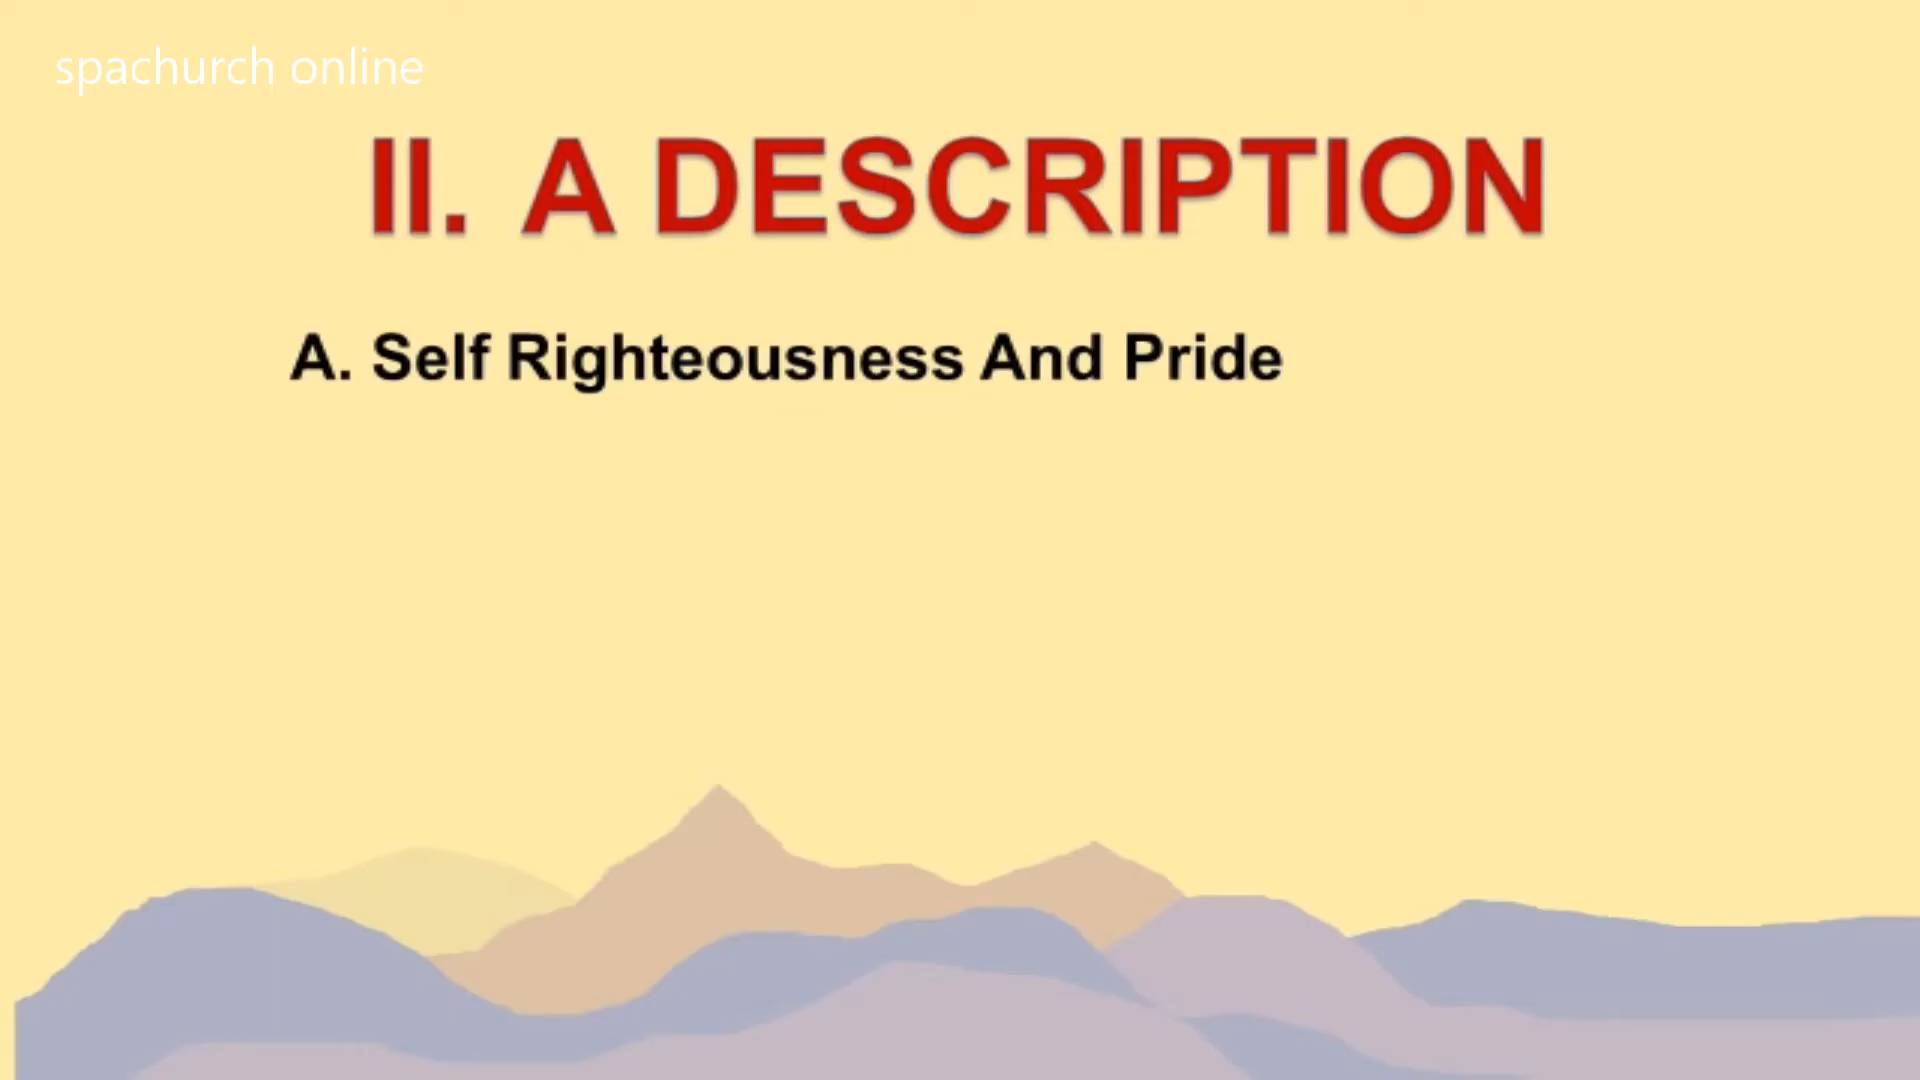 spachurch online
II. A DESCRIPTION
A. Self Righteousness And Pride